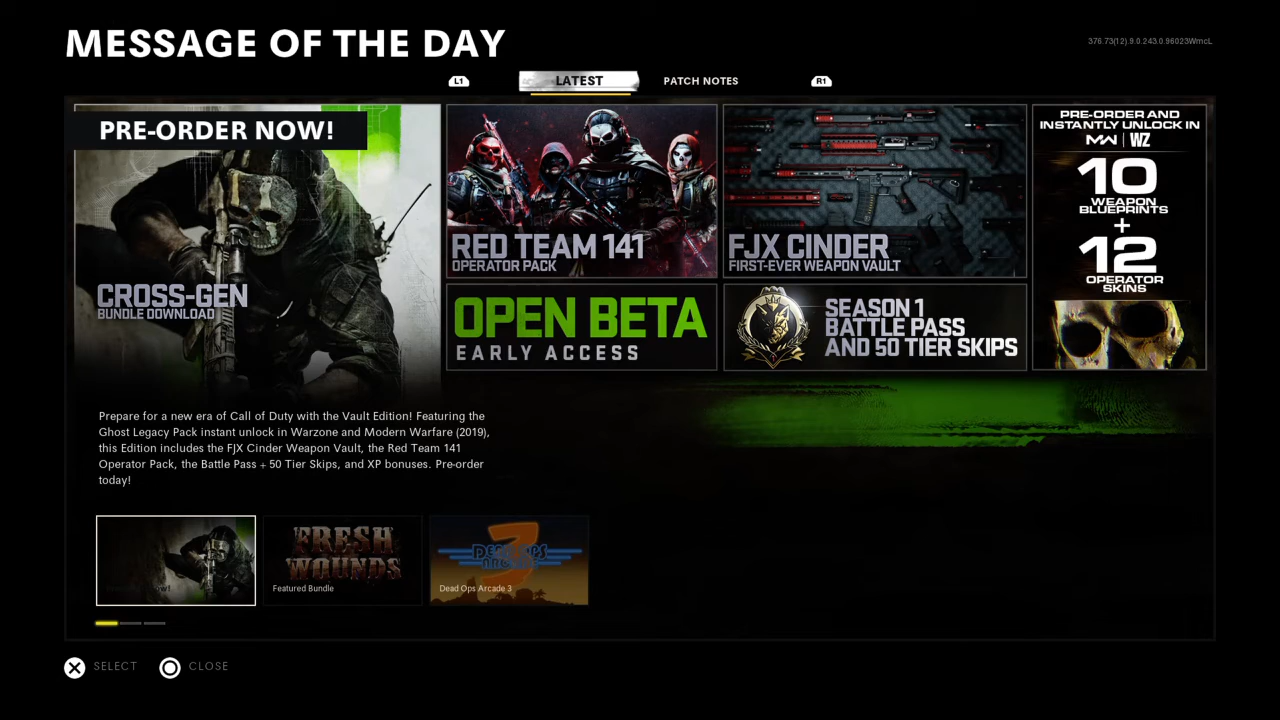 MESSAGE OF THE DAY
376.73(12).9.0.243.0.96023WmcL
L1
LATEST
PATCH NOTES
R1
PRE-ORDER NOW!
CROSS-GEN
BUNDLE DOWNLOAD
RED TEAM 141
OPERATOR PACK
FJX CINDER
FIRST-EVER WEAPON VAULT
OPEN BETA
EARLY ACCESS
SEASON 1
BATTLE PASS
AND 50 TIER SKIPS
PRE-ORDER AND
INSTANTLY UNLOCK IN
MW | WZ
10
WEAPON
BLUEPRINTS
+
12
OPERATOR
SKINS
Prepare for a new era of Call of Duty with the Vault Edition! Featuring the
Ghost Legacy Pack instant unlock in Warzone and Modern Warfare (2019),
this Edition includes the FJX Cinder Weapon Vault, the Red Team 141
Operator Pack, the Battle Pass + 50 Tier Skips, and XP bonuses. Pre-order
today!
FRESH
WOUNDS
Featured Bundle
DEAD OPS
ARCADE
3
Dead Ops Arcade 3
SELECT
CLOSE